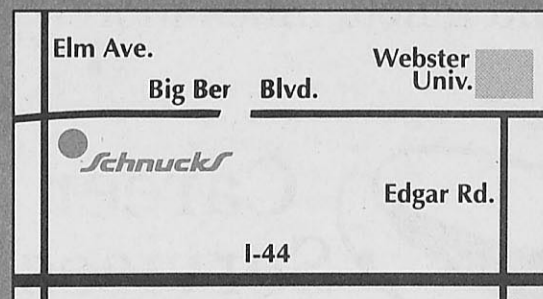 Elm Ave.
Webster
Univ.
Big Ber Blvd.
Schnucks
Edgar Rd.
I-44